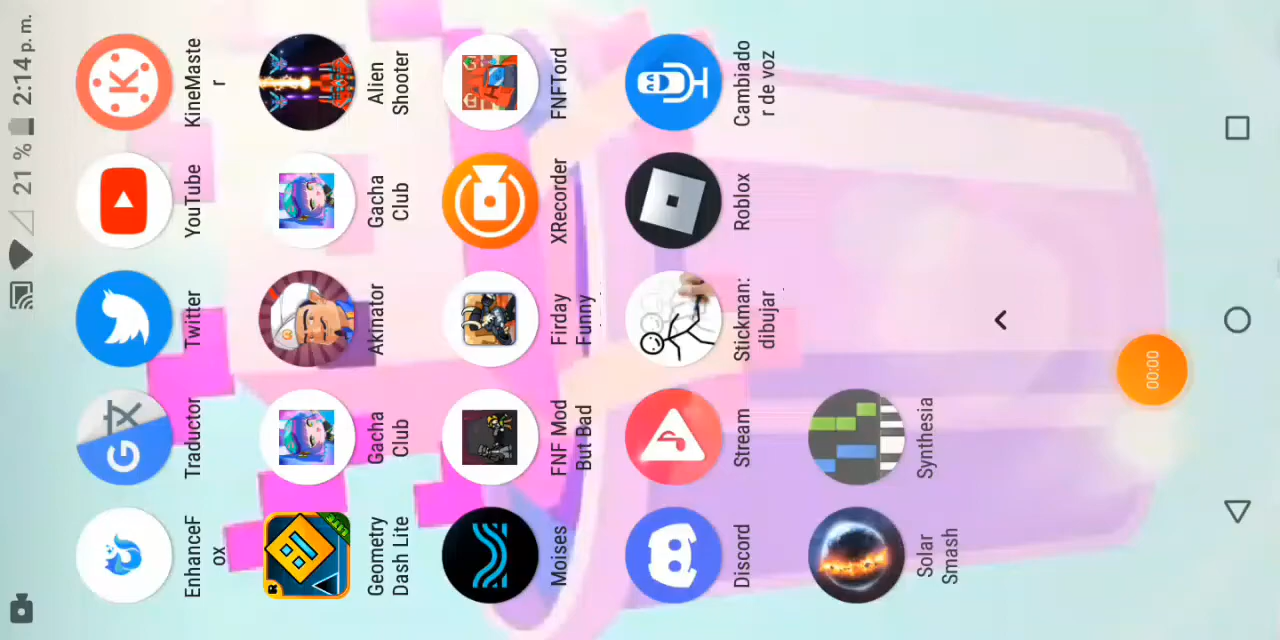 21 % 2:14 p. m.
EnhanceF
ox
Traductor
Twitter
YouTube
KineMaste
r
Geometry
Dash Lite
Gacha
Club
Akinator
Gacha
Club
Alien
Shooter
Moises
FNF Mod
But Bad
Firday
Funny
XRecorder
FNFTord
Discord
Stream
Stickman:
dibujar
Roblox
Cambiado
r de voz
Solar
Smash
Synthesia
00:00